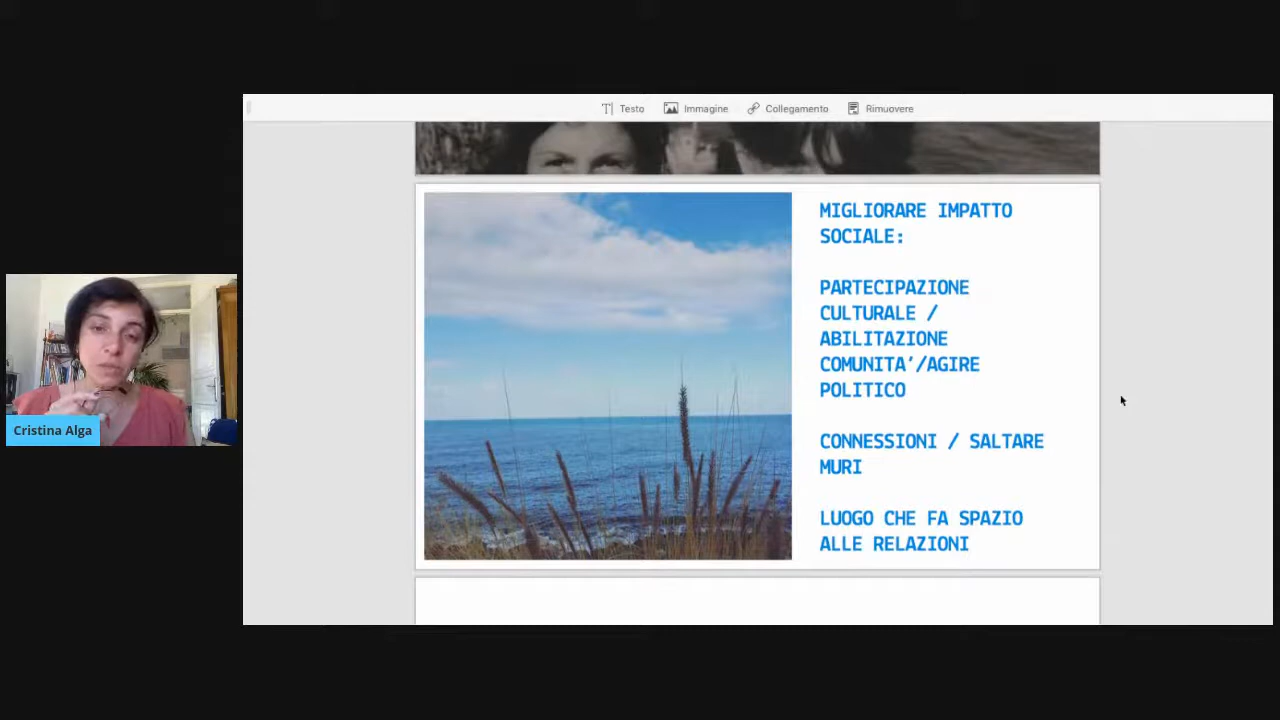 Testo
Immagine
Collegamento
Rimuovere
MIGLIORARE IMPATTO
SOCIALE:
PARTECIPAZIONE
CULTURALE /
ABILITAZIONE
COMUNITA’/AGIRE
POLITICO
CONNESSIONI / SALTARE
MURI
LUOGO CHE FA SPAZIO
ALLE RELAZIONI
Cristina Alga